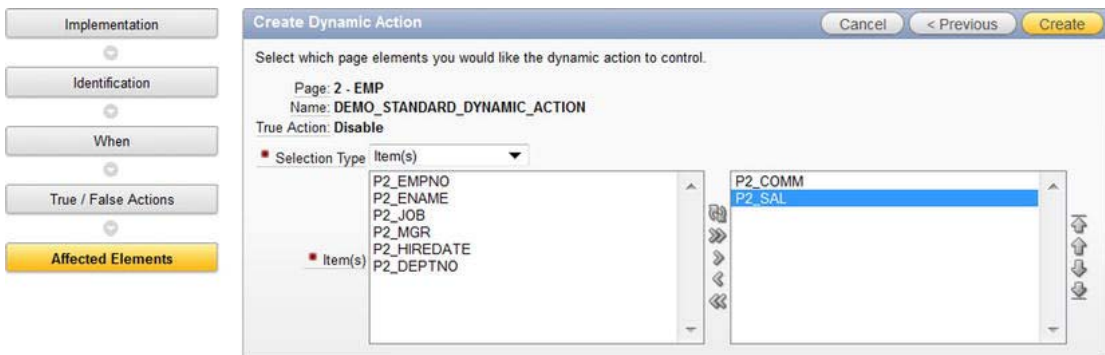 Implementation
Identification
When
True / False Actions
Affected Elements
Create Dynamic Action
Cancel
< Previous
Create
Select which page elements you would like the dynamic action to control.
Page: 2 - EMP
Name: DEMO_STANDARD_DYNAMIC_ACTION
True Action: Disable
Selection Type Item(s)
Item(s)
P2_EMPNO
P2_ENAME
P2_JOB
P2_MGR
P2_HIREDATE
P2_DEPTNO
P2_COMM
P2_SAL